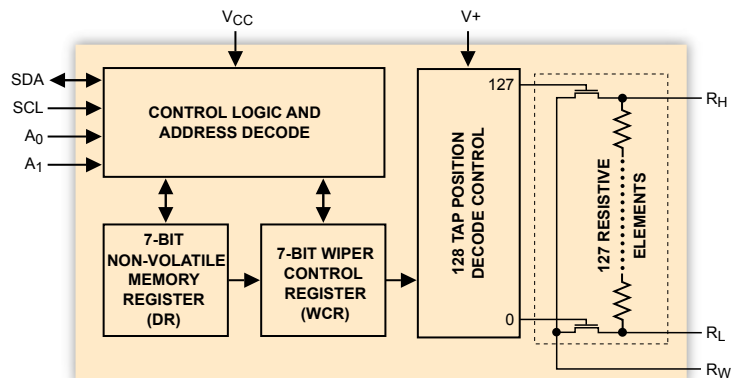 VCC
V+
SDA
SCL
A0
A1
CONTROL LOGIC AND
ADDRESS DECODE
7-BIT
NON-VOLATILE
MEMORY
REGISTER
(DR)
7-BIT WIPER
CONTROL
REGISTER
(WCR)
128 TAP POSITION
DECODE CONTROL
127
0
127 RESISTIVE
ELEMENTS
RH
RL
RW